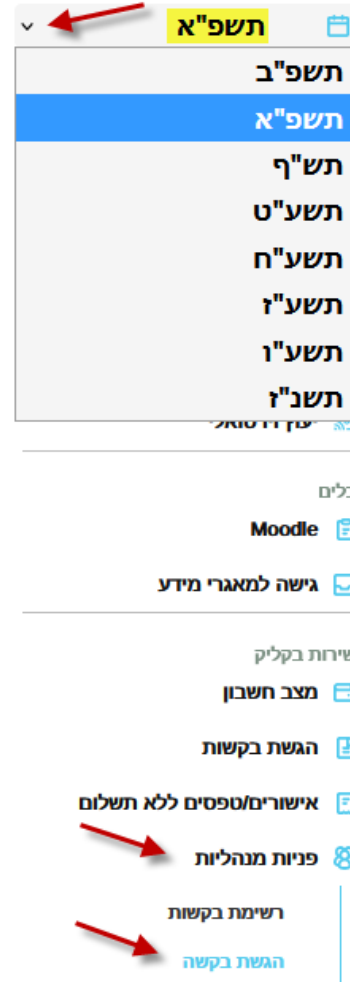 תשפ"א
תשפ"ב
תשפ"א
תש"ף
תשע"ט
תשע"ח
תשע"ז
תשע"ו
תשנ"ז
כלים
Moodle
גישה למאגרי מידע
שירות בקליק
מצב חשבון
הגשת בקשות
אישורים/טפסים ללא תשלום
פניות מנהליות
רשימת בקשות
הגשת בקשה